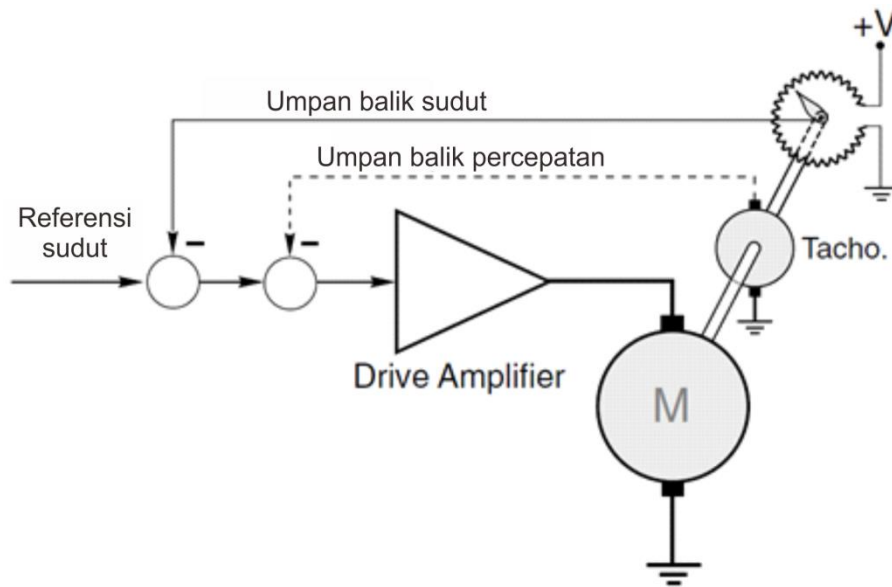 +V
Umpan balik sudut
Umpan balik percepatan
Referensi
sudut
−
−
Tacho.
Drive Amplifier
M